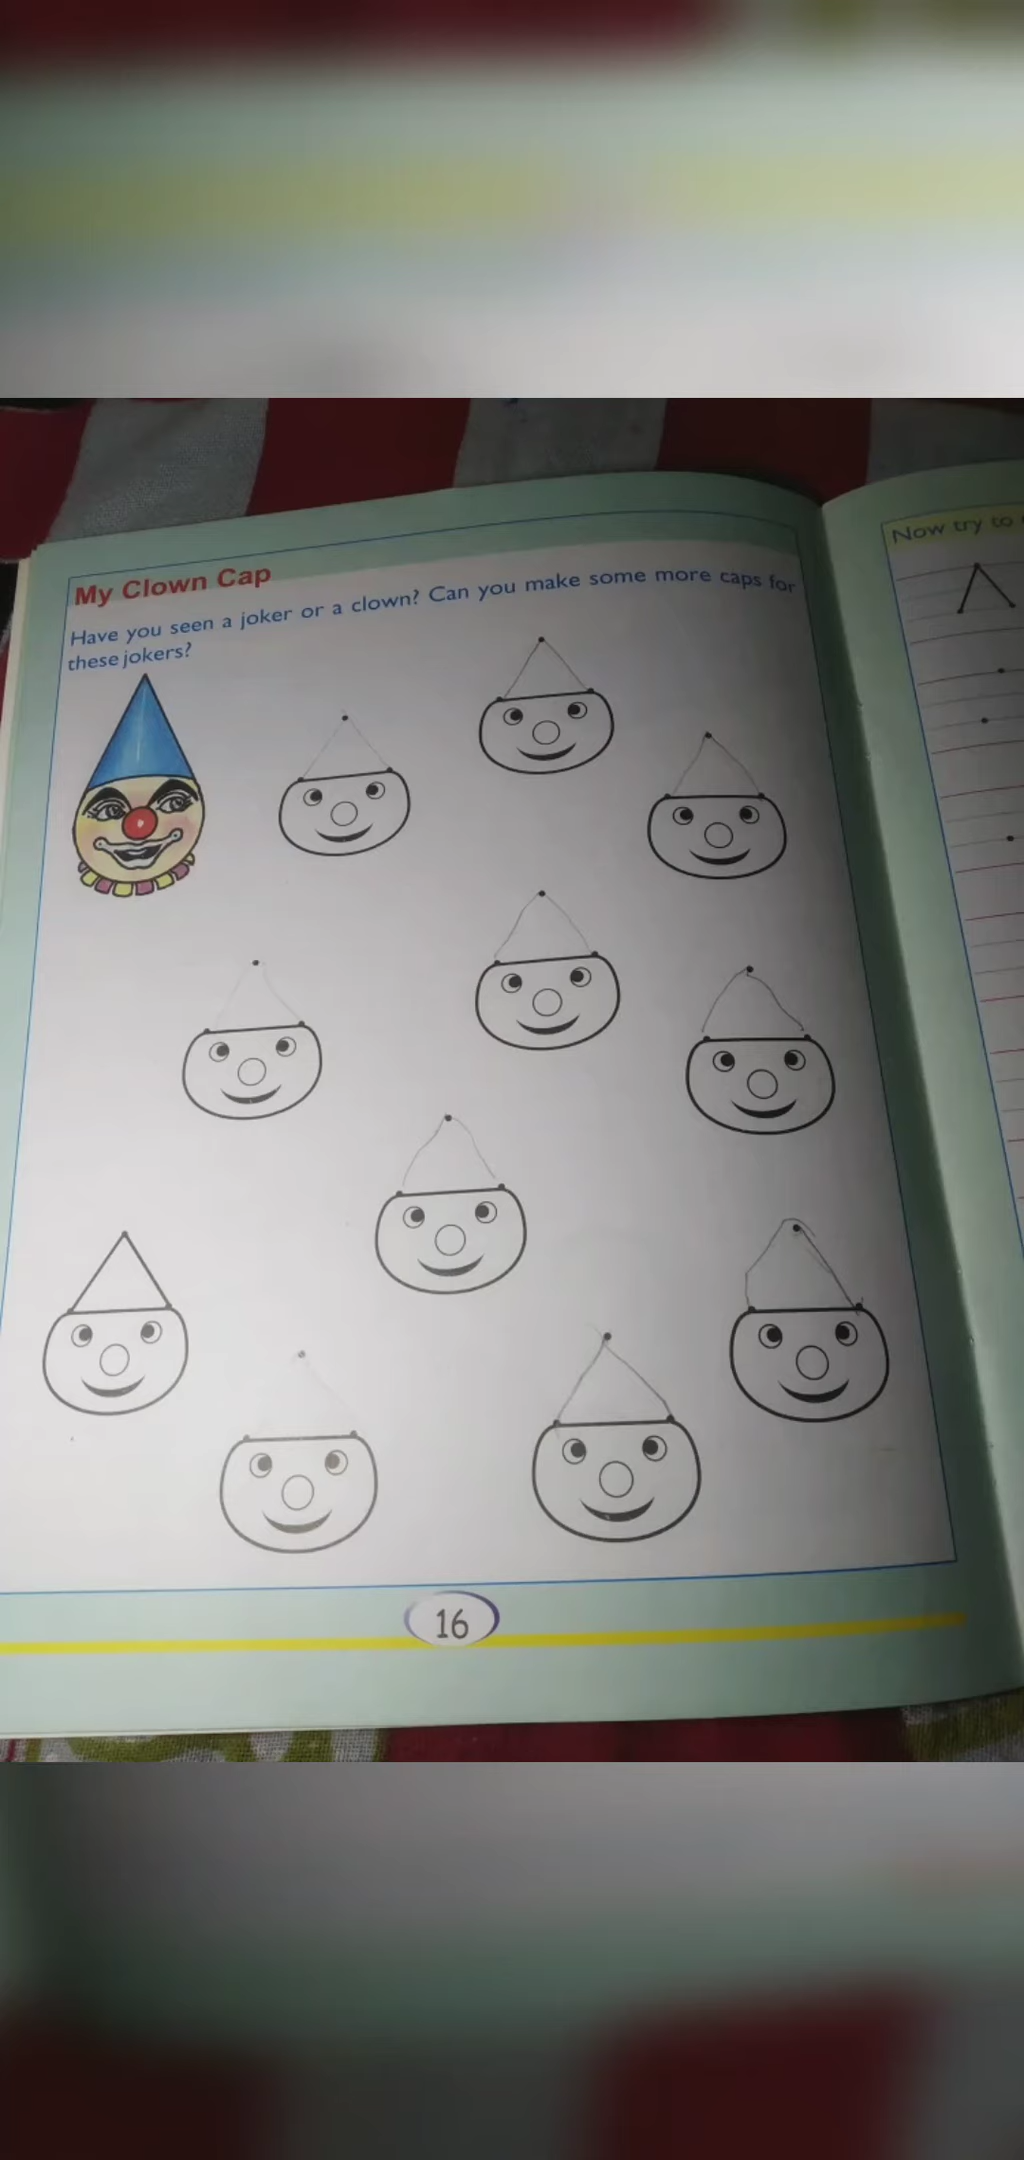 My Clown Cap
Have you seen a joker or a clown? Can you make some more caps for
these jokers?
16
Now try to